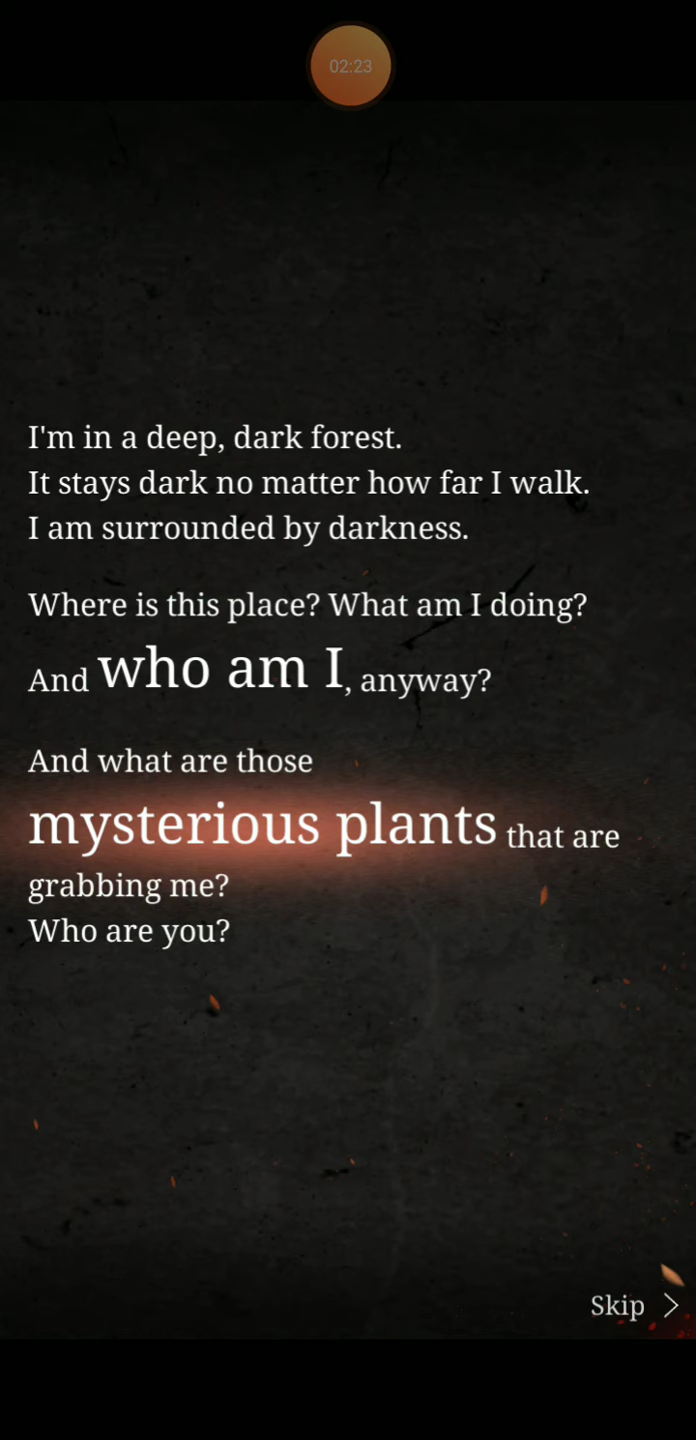 02:23
I'm in a deep, dark forest.
It stays dark no matter how far I walk.
I am surrounded by darkness.
Where is this place? What am I doing?
And who am I, anyway?
And what are those
mysterious plants that are
grabbing me?
Who are you?
Skip